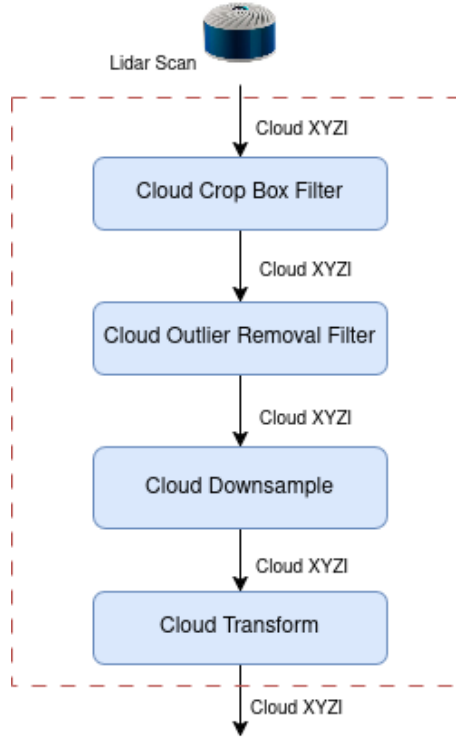 Lidar Scan
Cloud XYZI
Cloud Crop Box Filter
Cloud XYZI
Cloud Outlier Removal Filter
Cloud XYZI
Cloud Downsample
Cloud XYZI
Cloud Transform
Cloud XYZI